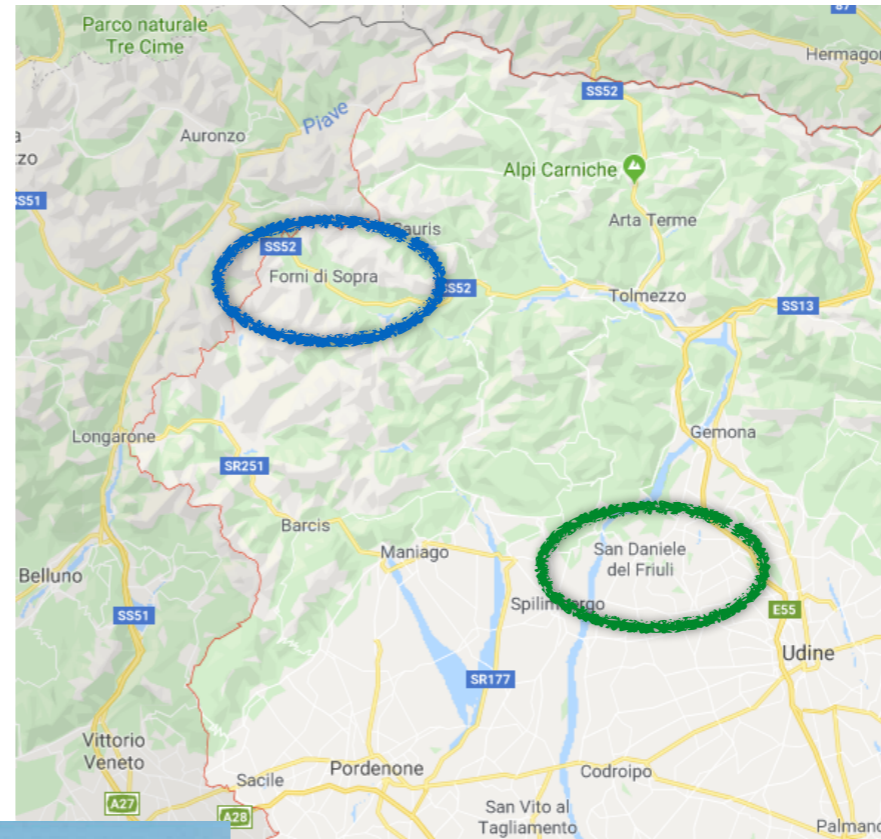 87
Parco naturale
Tre Cime
Hermagor
SS52
Piave
Auronzo
Alpi Carniche
SS51
Sauris
Arta Terme
SS52
Forni di Sopra
SS52
Tolmezzo
SS13
Longarone
Gemona
SR251
Barcis
Maniago
San Daniele
del Friuli
Belluno
Spilimbergo
E55
SS51
Udine
SR177
Vittorio
Veneto
Pordenone
Codroipo
Sacile
A27
A28
San Vito al
Tagliamento
Palmano